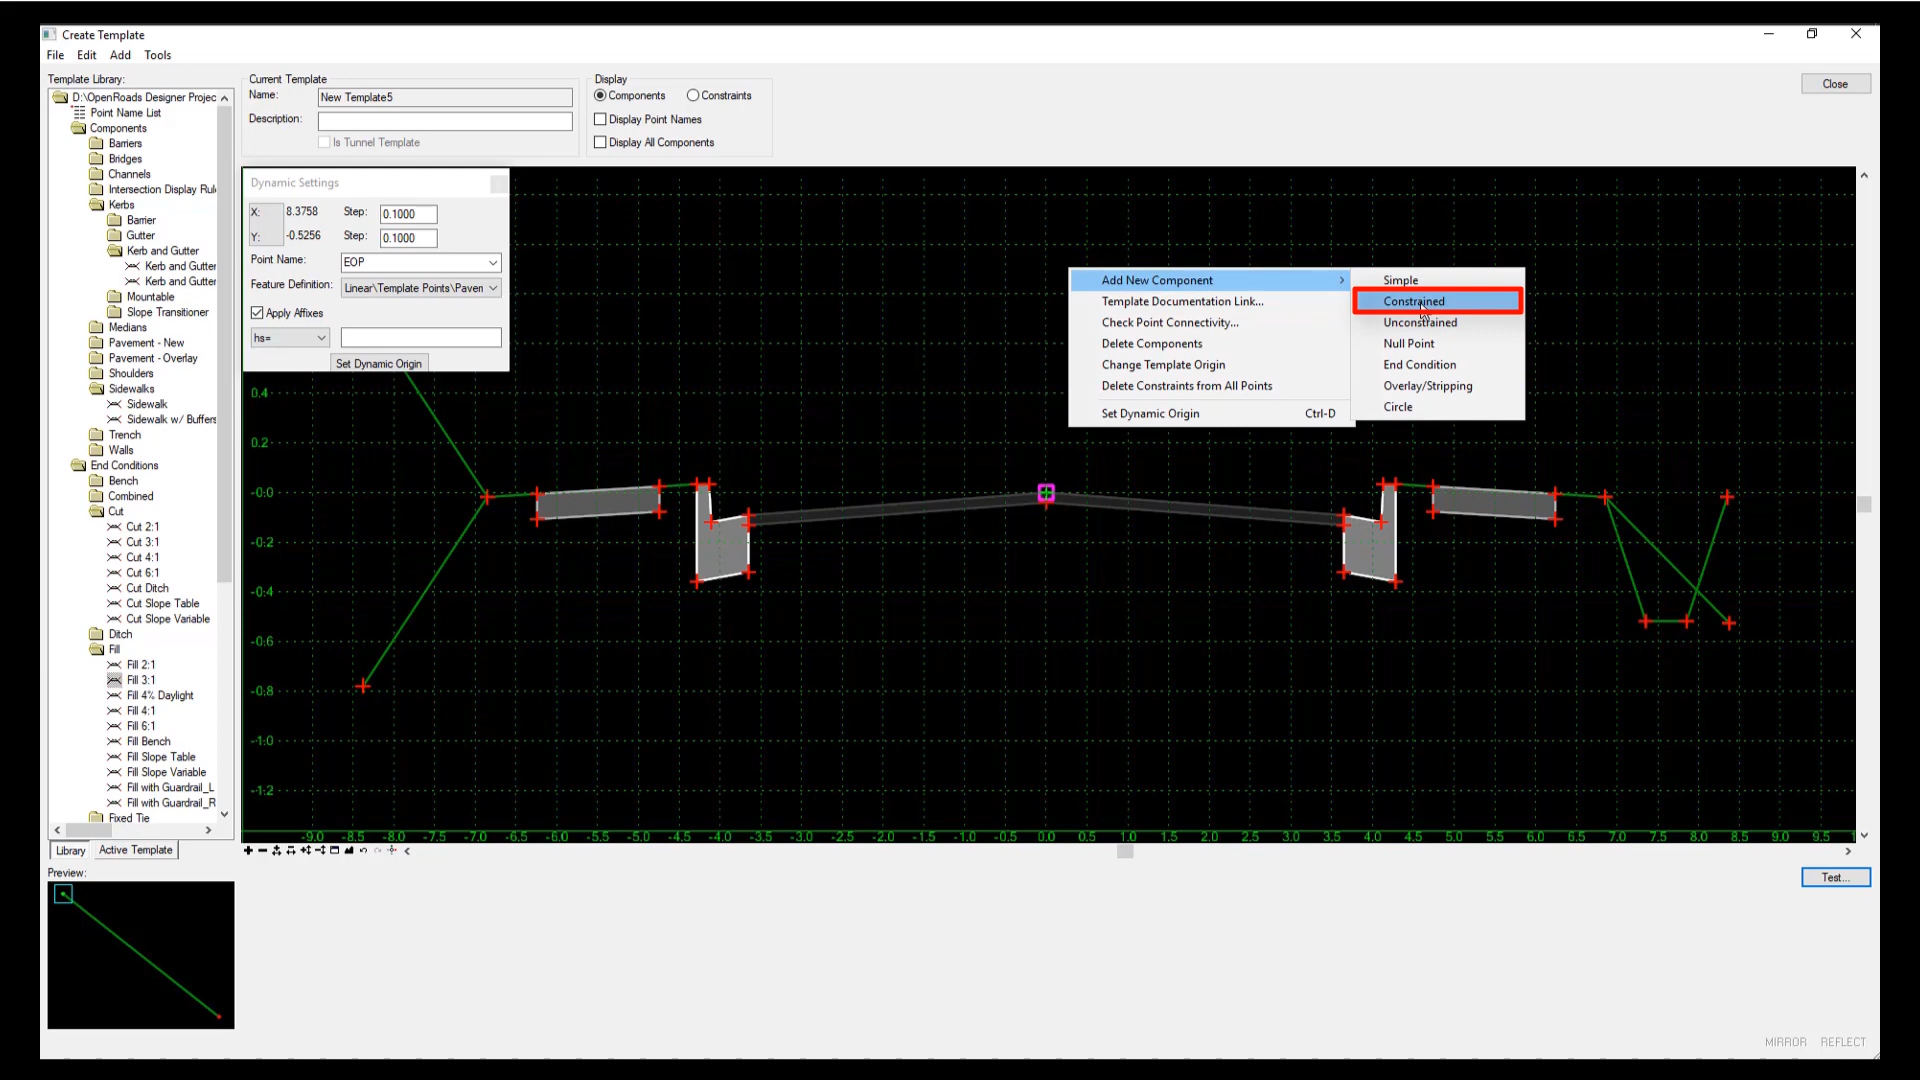 Create Template
File Edit Add Tools
Template Library:
D:\OpenRoads Designer Projec
Point Name List
Components
Barriers
Bridges
Channels
Intersection Display Rul
Kerbs
Barrier
Gutter
Kerb and Gutter
Kerb and Gutter
Kerb and Gutter
Mountable
Slope Transitioner
Medians
Pavement - New
Pavement - Overlay
Shoulders
Sidewalks
Sidewalk
Sidewalk w/ Buffers
Trench
Walls
End Conditions
Bench
Combined
Cut
Cut 2:1
Cut 3:1
Cut 4:1
Cut 6:1
Cut Ditch
Cut Slope Table
Cut Slope Variable
Ditch
Fill
Fill 2:1
Fill 3:1
Fill 4% Daylight
Fill 4:1
Fill 6:1
Fill Bench
Fill Slope Table
Fill Slope Variable
Fill with Guardrail_L
Fill with Guardrail_R
Fixed Tie
Library Active Template
Preview:
Current Template
Name: New Template5
Description:
Is Tunnel Template
Display
Components Constraints
Display Point Names
Display All Components
Close
Dynamic Settings
X: 8.3758 Step: 0.1000
Y: -0.5256 Step: 0.1000
Point Name: EOP
Feature Definition: Linear\Template Points\Paven
Apply Affixes
hs=
Set Dynamic Origin
Add New Component
Template Documentation Link...
Check Point Connectivity...
Delete Components
Change Template Origin
Delete Constraints from All Points
Set Dynamic Origin Ctrl-D
Simple
Constrained
Unconstrained
Null Point
End Condition
Overlay/Stripping
Circle
0.4
0.2
-0.0
-0.2
-0.4
-0.6
-0.8
-1.0
-1.2
-9.0 -8.5 -8.0 -7.5 -7.0 -6.5 -6.0 -5.5 -5.0 -4.5 -4.0 -3.5 -3.0 -2.5 -2.0 -1.5 -1.0 -0.5 0.0 0.5 1.0 1.5 2.0 2.5 3.0 3.5 4.0 4.5 5.0 5.5 6.0 6.5 7.0 7.5 8.0 8.5 9.0 9.5
Test...
MIRROR REFLECT